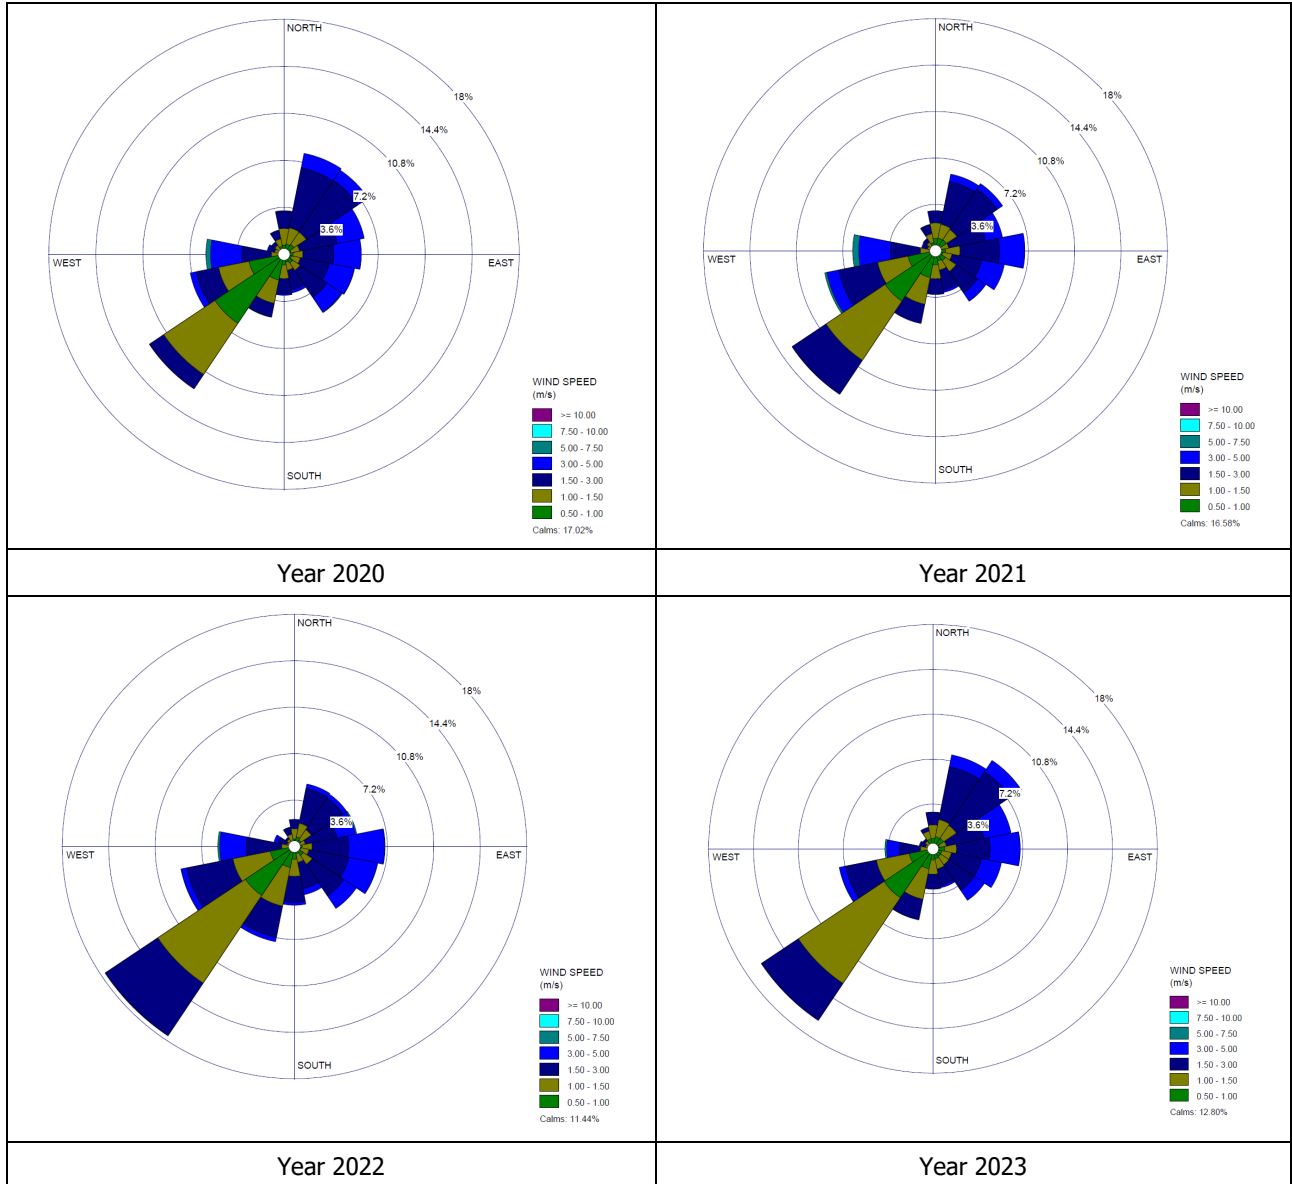 NORTH
18%
14.4%
10.8%
7.2%
3.6%
WEST
EAST
SOUTH
WIND SPEED
(m/s)
>= 10.00
7.50 - 10.00
5.00 - 7.50
3.00 - 5.00
1.50 - 3.00
1.00 - 1.50
0.50 - 1.00
Calms: 17.02%
Year 2020
NORTH
18%
14.4%
10.8%
7.2%
3.6%
WEST
EAST
SOUTH
WIND SPEED
(m/s)
>= 10.00
7.50 - 10.00
5.00 - 7.50
3.00 - 5.00
1.50 - 3.00
1.00 - 1.50
0.50 - 1.00
Calms: 16.58%
Year 2021
NORTH
18%
14.4%
10.8%
7.2%
3.6%
WEST
EAST
SOUTH
WIND SPEED
(m/s)
>= 10.00
7.50 - 10.00
5.00 - 7.50
3.00 - 5.00
1.50 - 3.00
1.00 - 1.50
0.50 - 1.00
Calms: 11.44%
Year 2022
NORTH
18%
14.4%
10.8%
7.2%
3.6%
WEST
EAST
SOUTH
WIND SPEED
(m/s)
>= 10.00
7.50 - 10.00
5.00 - 7.50
3.00 - 5.00
1.50 - 3.00
1.00 - 1.50
0.50 - 1.00
Calms: 12.80%
Year 2023